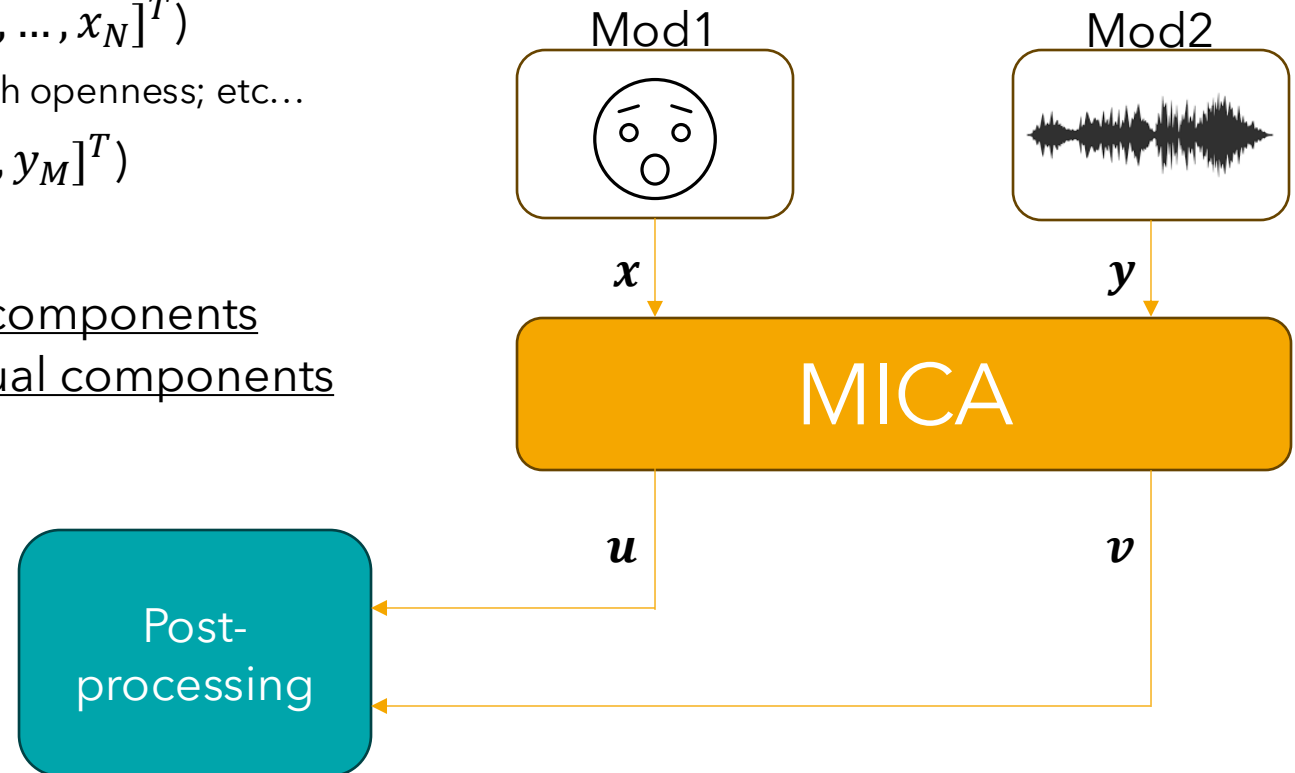 , … , x_N]^T)
h openness; etc…
, y_M]^T)
components
ual components
Mod1
Mod2
x
y
MICA
u
v
Post-
processing